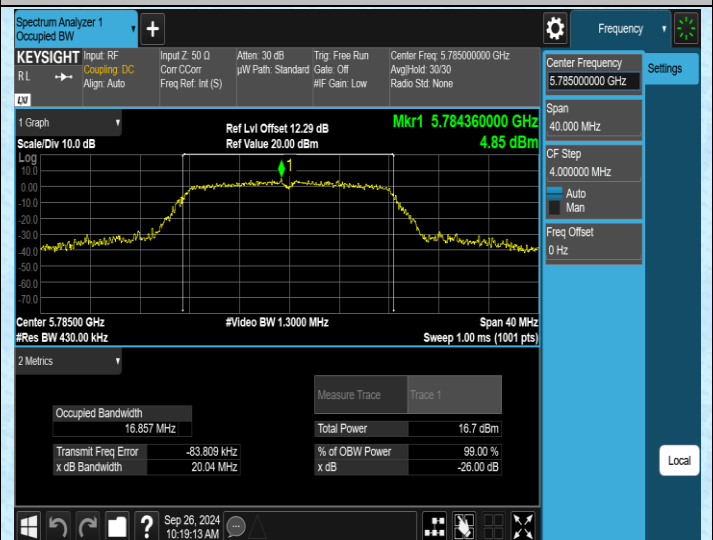 Spectrum Analyzer 1
Occupied BW
+
Frequency
KEYSIGHT
RL
LXI
Input: RF
Coupling: DC
Align: Auto
Input Z: 50 Ω
Corr CCorr
Freq Ref: Int (S)
Atten: 30 dB
µW Path: Standard
Trig: Free Run
Gate: Off
#IF Gain: Low
Center Freq: 5.785000000 GHz
Avg|Hold: 30/30
Radio Std: None
Center Frequency
5.785000000 GHz
Settings
Span
40.000 MHz
CF Step
4.000000 MHz
Auto
Man
Freq Offset
0 Hz
1 Graph
Scale/Div 10.0 dB
Ref Lvl Offset 12.29 dB
Ref Value 20.00 dBm
Mkr1 5.784360000 GHz
4.85 dBm
Log
10.0
0.00
-10.0
-20.0
-30.0
-40.0
-50.0
-60.0
-70.0
1
Center 5.78500 GHz
#Video BW 1.3000 MHz
Span 40 MHz
#Res BW 430.00 kHz
Sweep 1.00 ms (1001 pts)
2 Metrics
Measure Trace
Trace 1
Occupied Bandwidth
16.857 MHz
Total Power
16.7 dBm
Transmit Freq Error
-83.809 kHz
% of OBW Power
99.00 %
x dB Bandwidth
20.04 MHz
x dB
-26.00 dB
Local
?
Sep 26, 2024
10:19:13 AM